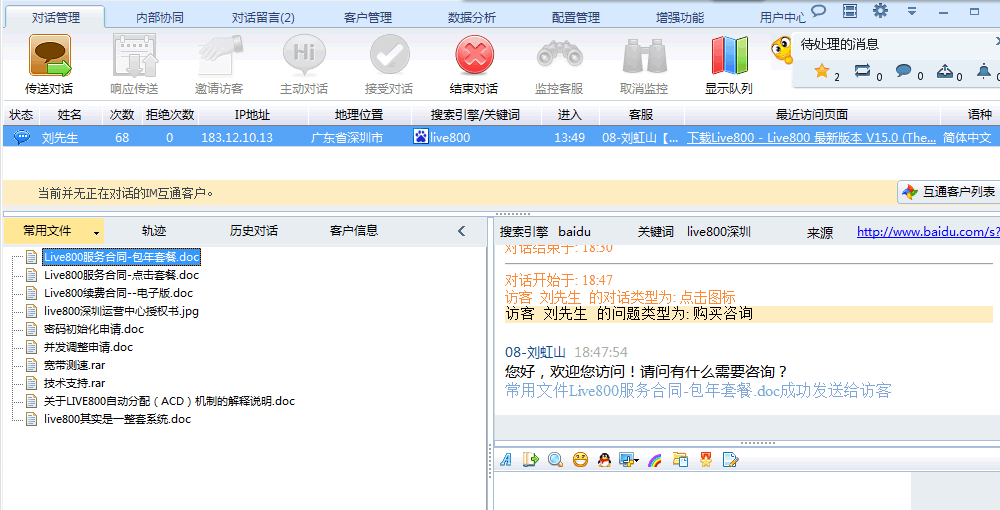 对话管理 内部协同 对话留言(2) 客户管理 数据分析 配置管理 增强功能 用户中心
待处理的消息
2 0 0 0 0
传送对话 响应传送 邀请访客 主动对话 接受对话 结束对话 监控客服 取消监控 显示队列
Hi
状态 姓名 次数 拒绝次数 IP地址 地理位置 搜索引擎/关键词 进入 客服 最近访问页面 语种
刘先生 68 0 183.12.10.13 广东省深圳市 live800 13:49 08-刘虹山【... 下载Live800 - Live800 最新版本 V15.0 (The... 简体中文
当前并无正在对话的IM互通客户。
互通客户列表
常用文件 轨迹 历史对话 客户信息
Live800服务合同-包年套餐.doc
Live800服务合同-点击套餐.doc
Live800续费合同--电子版.doc
live800深圳运营中心授权书.jpg
密码初始化申请.doc
并发调整申请.doc
宽带测速.rar
技术支持.rar
关于LIVE800自动分配（ACD）机制的解释说明.doc
live800其实是一整套系统.doc
搜索引擎 baidu 关键词 live800深圳 来源 http://www.baidu.com/s?
对话结束于: 18:30
对话开始于: 18:47
访客 刘先生 的对话类型为: 点击图标
访客 刘先生 的问题类型为: 购买咨询
08-刘虹山 18:47:54
您好，欢迎您访问！请问有什么需要咨询？
常用文件Live800服务合同-包年套餐.doc成功发送给访客